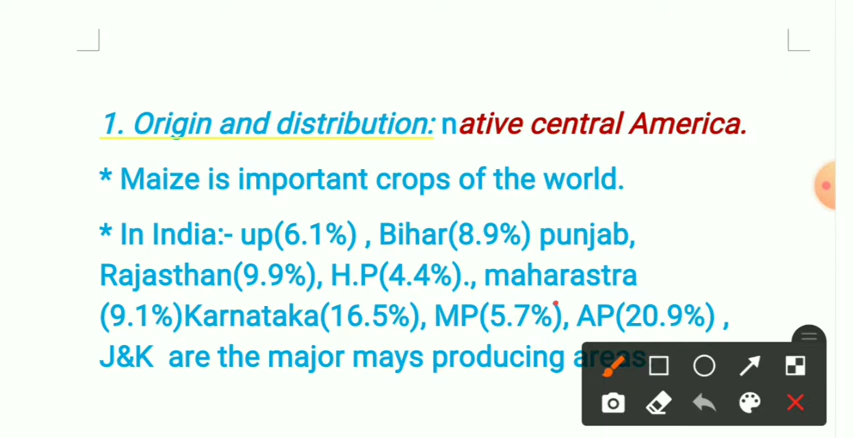 1. Origin and distribution: native central America.
* Maize is important crops of the world.
* In India:- up(6.1%) , Bihar(8.9%) punjab,
Rajasthan(9.9%), H.P(4.4%)., maharastra
(9.1%)Karnataka(16.5%), MP(5.7%), AP(20.9%) ,
J&K are the major mays producing areas